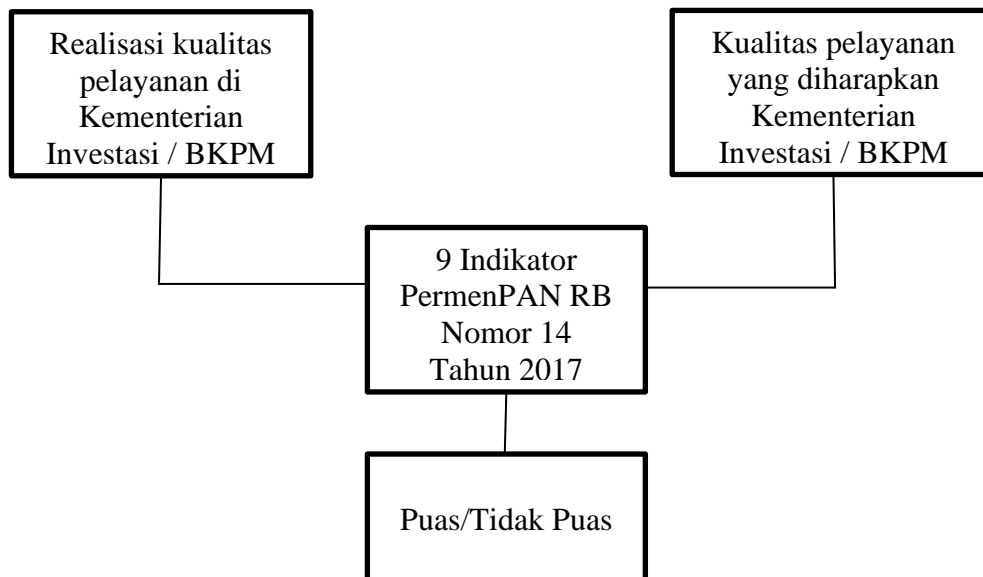 Realisasi kualitas
pelayanan di
Kementerian
Investasi / BKPM
Kualitas pelayanan
yang diharapkan
Kementerian
Investasi / BKPM
9 Indikator
PermenPAN RB
Nomor 14
Tahun 2017
Puas/Tidak Puas